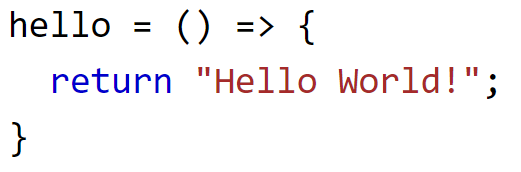 hello = () => {
  return "Hello World!";
}